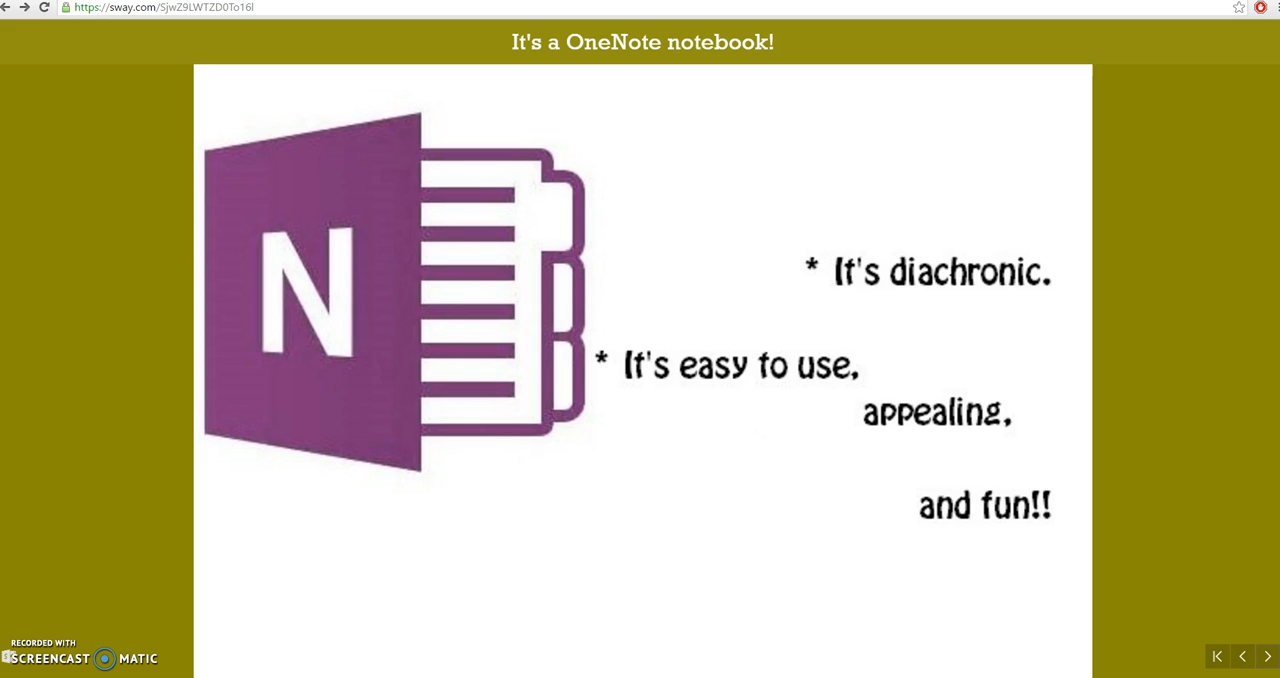 https://sway.com/SjwZ9LWTZD0To16l
It's a OneNote notebook!
N
* It's diachronic.
* It's easy to use,
appealing,
and fun!!
RECORDED WITH
SCREENCAST MATIC